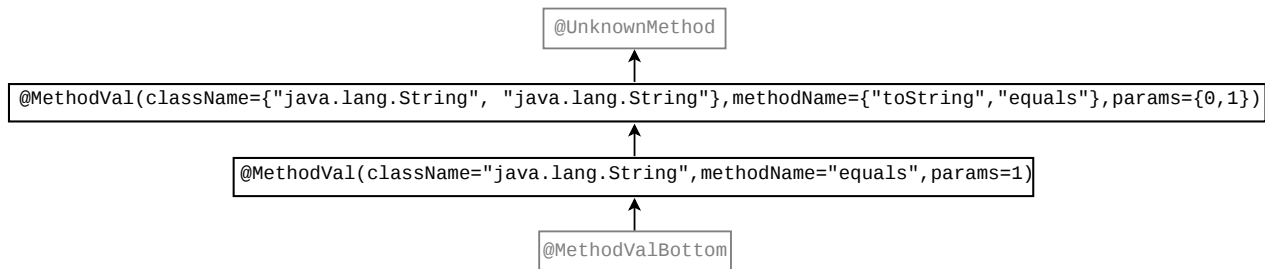 @UnknownMethod
@MethodVal(className={"java.lang.String", "java.lang.String"},methodName={"toString","equals"},params={0,1})
@MethodVal(className="java.lang.String",methodName="equals",params=1)
@MethodValBottom